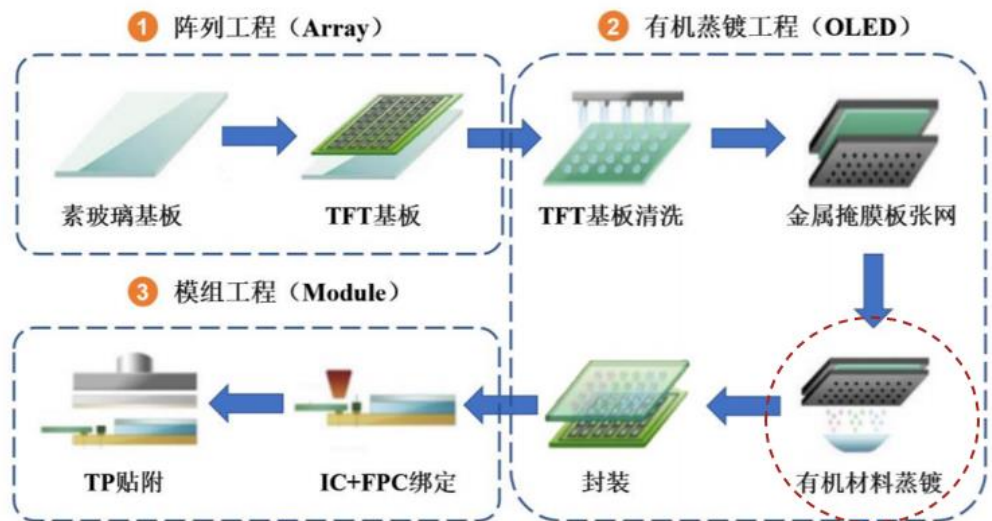 1 阵列工程（Array）
2 有机蒸镀工程（OLED）
素玻璃基板
TFT基板
TFT基板清洗
金属掩膜板张网
3 模组工程（Module）
TP贴附
IC+FPC绑定
封装
有机材料蒸镀